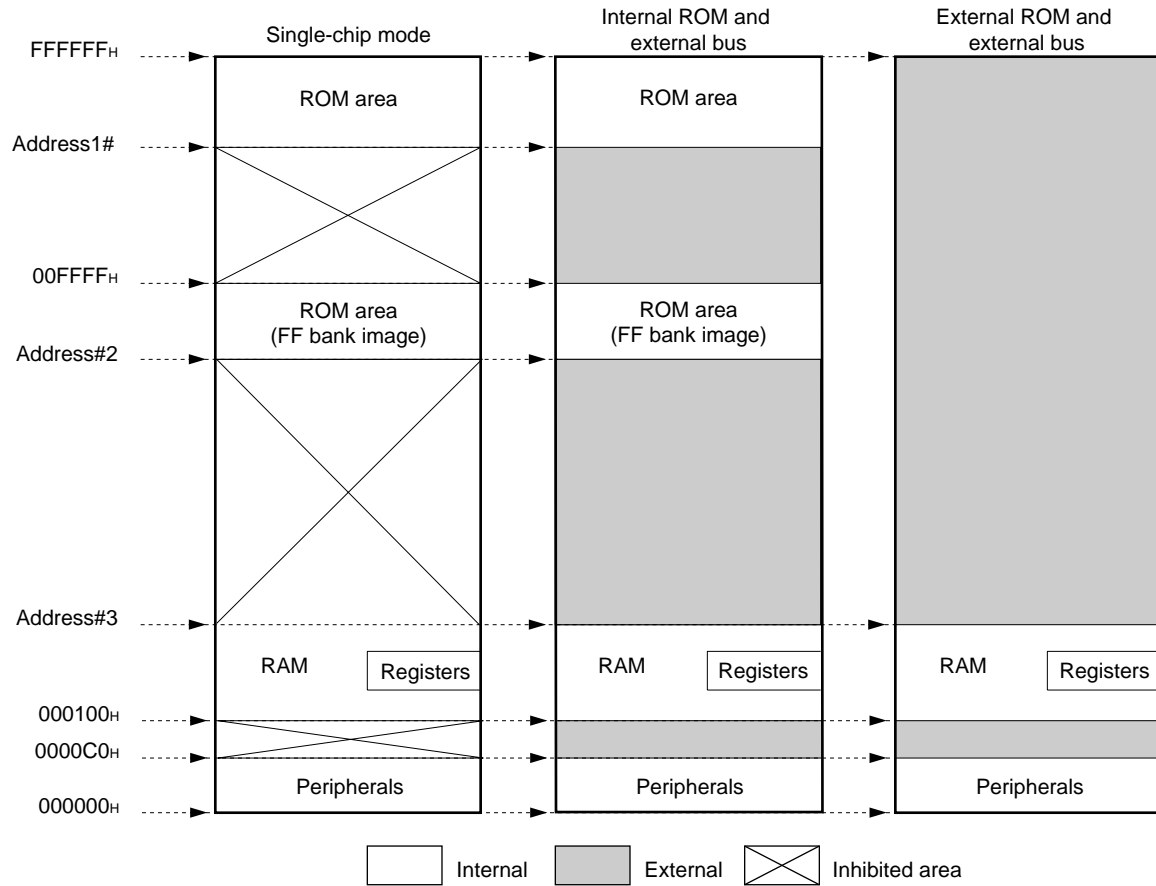 Single-chip mode
Internal ROM and
external bus
External ROM and
external bus
FFFFFFH
ROM area
ROM area
Address1#
00FFFFH
ROM area
(FF bank image)
ROM area
(FF bank image)
Address#2
Address#3
RAM
Registers
RAM
Registers
RAM
Registers
000100H
0000C0H
Peripherals
Peripherals
Peripherals
000000H
Internal
External
Inhibited area